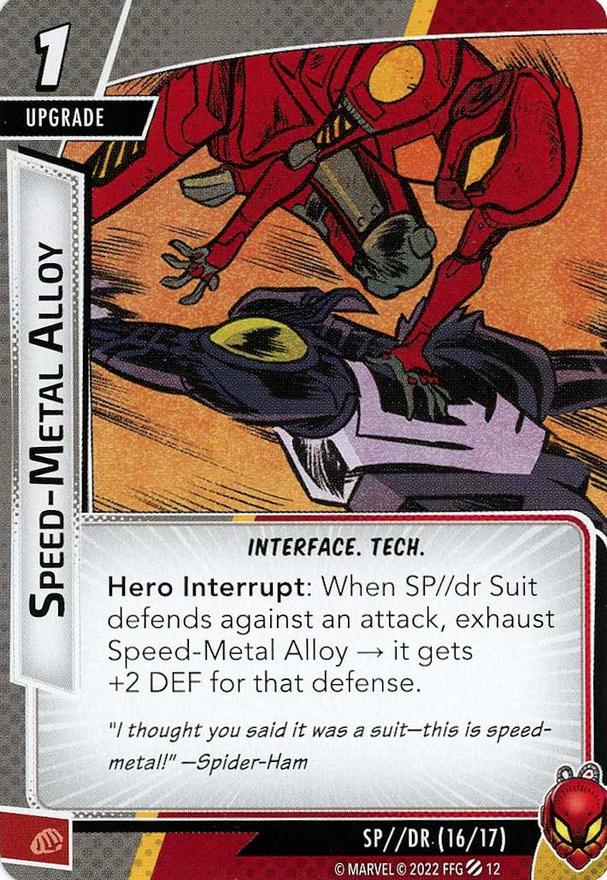 1
UPGRADE
SPEED-METAL ALLOY
INTERFACE. TECH.
Hero Interrupt: When SP//dr Suit
defends against an attack, exhaust
Speed-Metal Alloy → it gets
+2 DEF for that defense.
"I thought you said it was a suit—this is speed-
metal!" —Spider-Ham
SP//DR (16/17)
© MARVEL © 2022 FFG 12